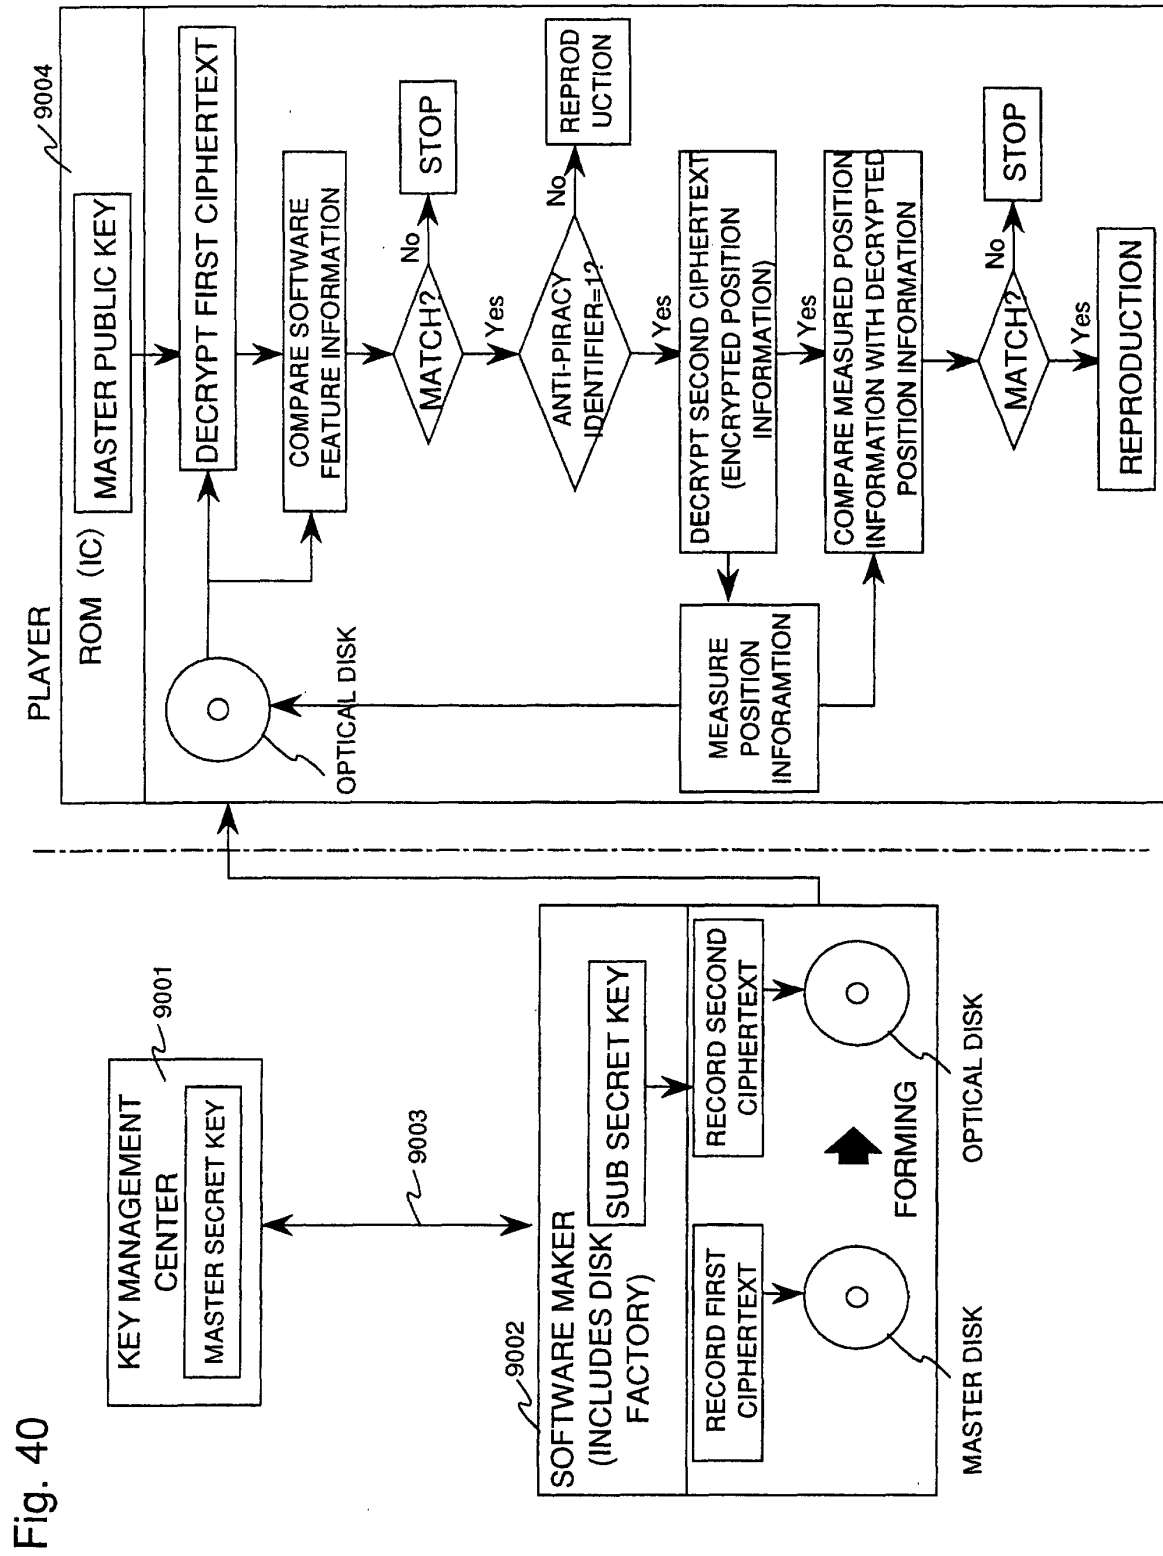 Fig. 40
KEY MANAGEMENT
CENTER
MASTER SECRET KEY
9001
9003
9002
SOFTWARE MAKER
(INCLUDES DISK
FACTORY)
SUB SECRET KEY
RECORD FIRST
CIPHERTEXT
RECORD SECOND
CIPHERTEXT
FORMING
MASTER DISK
OPTICAL DISK
PLAYER
9004
ROM (IC)
MASTER PUBLIC KEY
DECRYPT FIRST CIPHERTEXT
OPTICAL DISK
COMPARE SOFTWARE
FEATURE INFORMATION
MATCH?
No
STOP
Yes
ANTI-PIRACY
IDENTIFIER=1?
No
REPROD
UCTION
Yes
DECRYPT SECOND CIPHERTEXT
(ENCRYPTED POSITION
INFORMATION)
MEASURE
POSITION
INFORAMTION
Yes
COMPARE MEASURED POSITION
INFORMATION WITH DECRYPTED
POSITION INFORMATION
MATCH?
No
STOP
Yes
REPRODUCTION